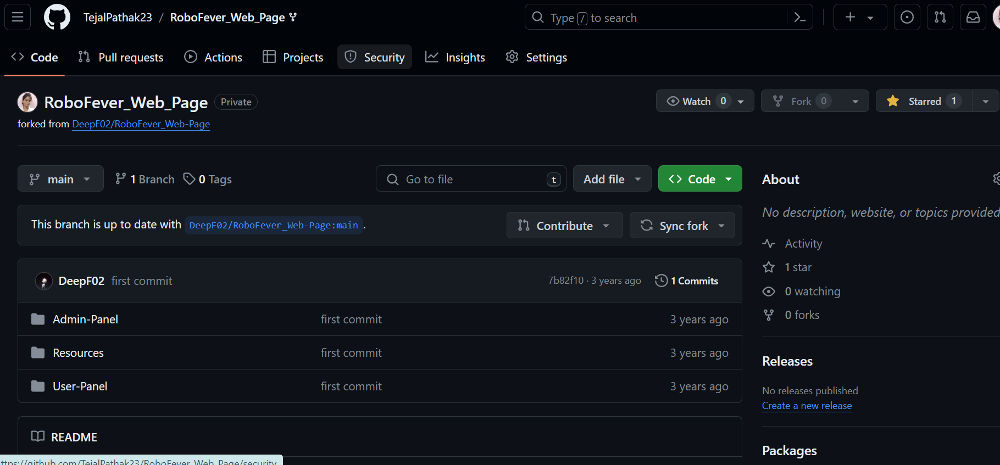 TejalPathak23 / RoboFever_Web_Page
Type / to search
Code Pull requests Actions Projects Security Insights Settings
RoboFever_Web_Page Private
Watch 0 Fork 0 Starred 1
forked from DeepF02/RoboFever_Web-Page
main 1 Branch 0 Tags
Go to file t
Add file
Code
About
No description, website, or topics provided
This branch is up to date with DeepF02/RoboFever_Web-Page:main .
Contribute
Sync fork
Activity
1 star
0 watching
0 forks
DeepF02 first commit 7b82f10 · 3 years ago 1 Commits
Admin-Panel first commit 3 years ago
Resources first commit 3 years ago
User-Panel first commit 3 years ago
Releases
No releases published
Create a new release
README
Packages
ttps://github.com/TejalPathak23/RoboFever_Web_Page/security